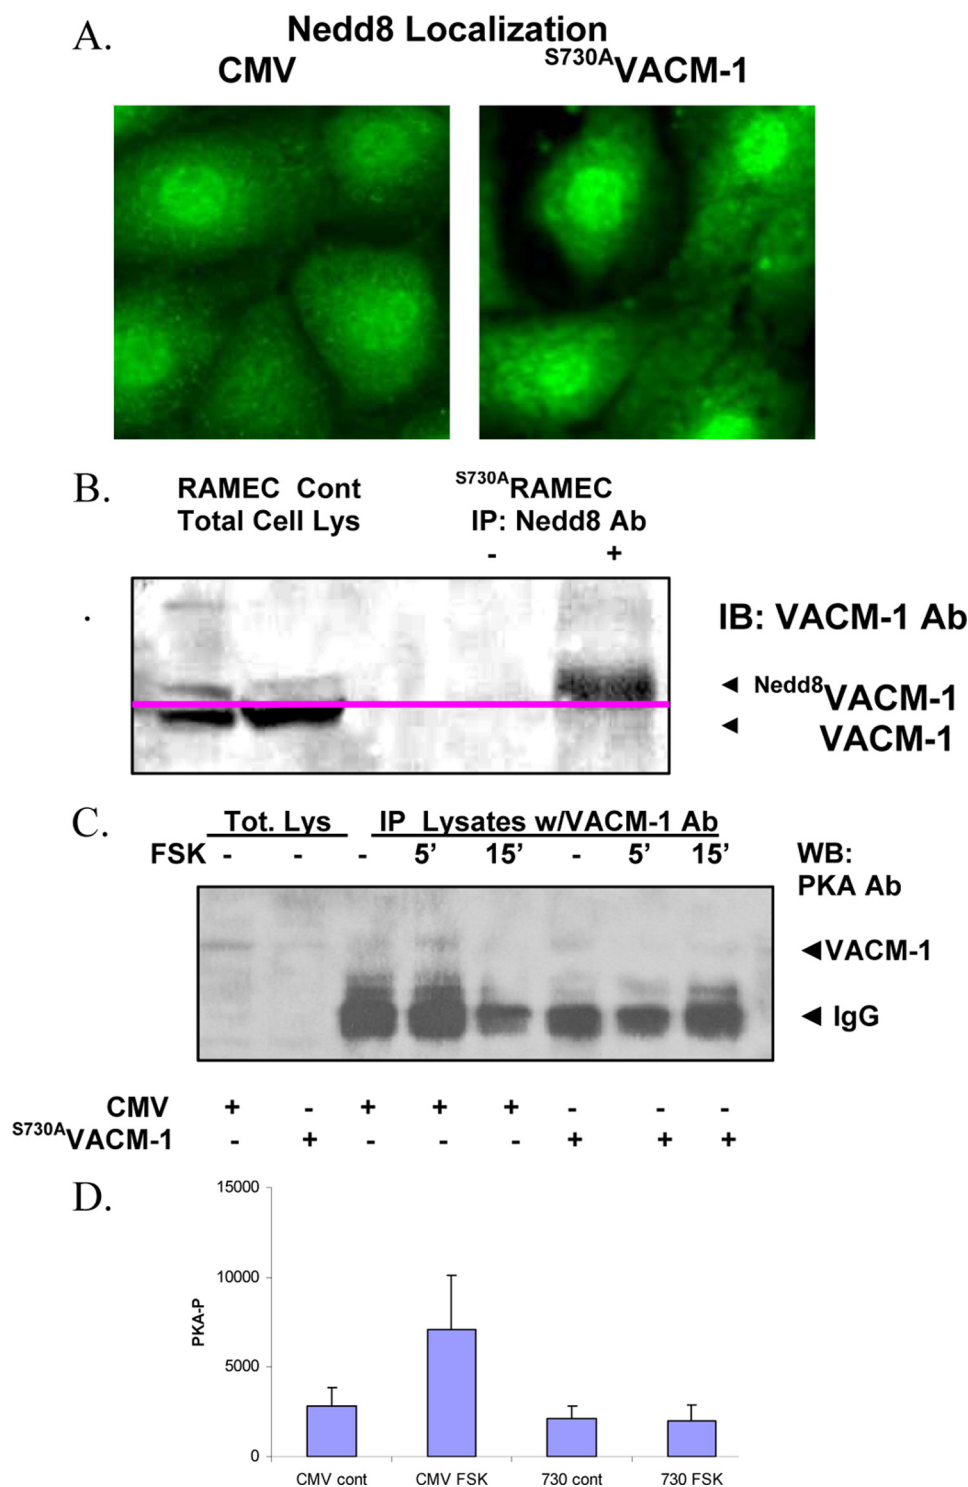 A.
Nedd8 Localization
CMV S730AVACM-1
B.
RAMEC Cont S730ARAMEC
Total Cell Lys IP: Nedd8 Ab
- +
.
IB: VACM-1 Ab
◄ Nedd8VACM-1
◄ VACM-1
C.
Tot. Lys IP Lysates w/VACM-1 Ab
FSK - - - 5’ 15’ - 5’ 15’ WB:
PKA Ab
◄VACM-1
◄ IgG
CMV + - + + + - - -
S730AVACM-1 - + - - - + + +
D.
15000
10000
5000
0
PKA-P
CMV cont CMV FSK 730 cont 730 FSK